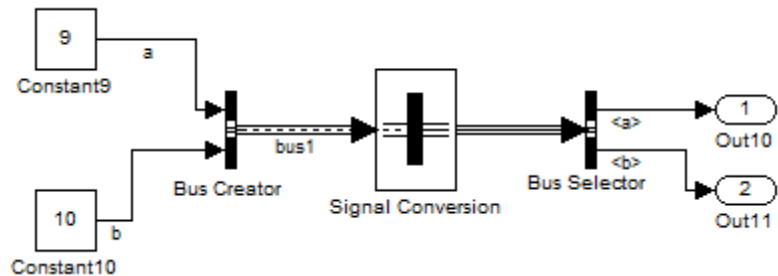 9
a
Constant9
10
b
Constant10
Bus Creator
bus1
Signal Conversion
Bus Selector
<a>
1
Out10
<b>
2
Out11